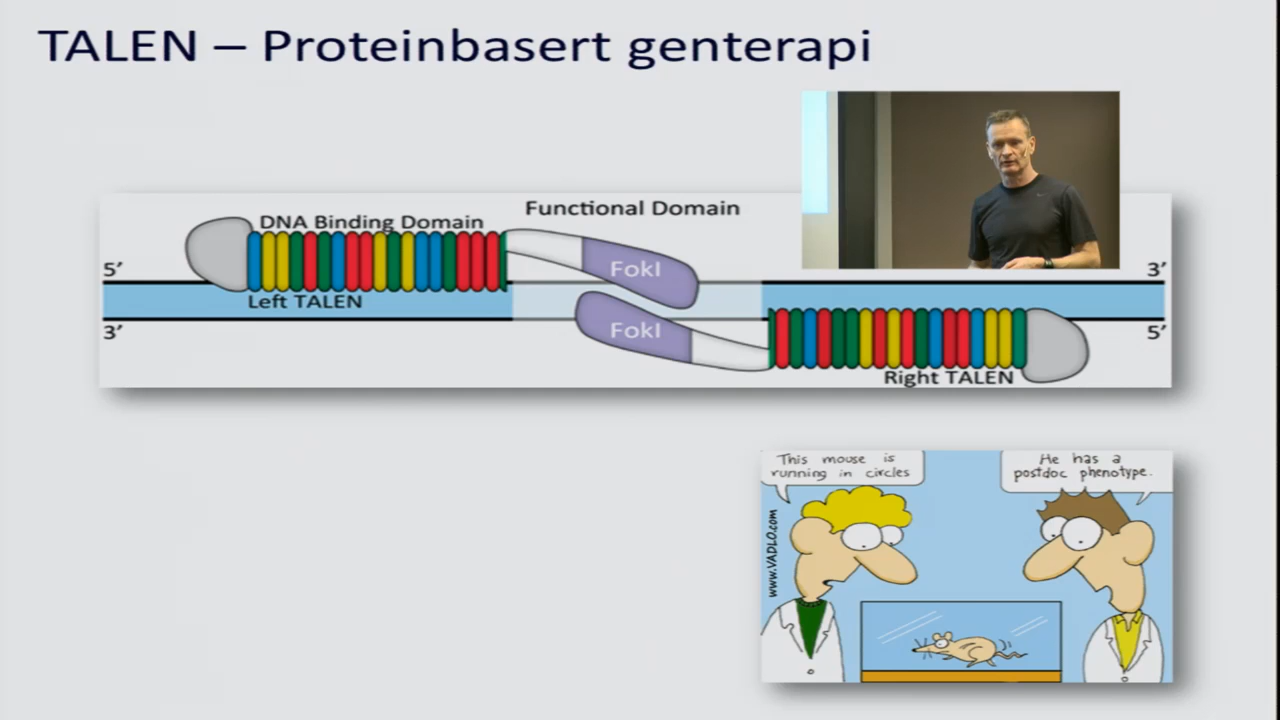 TALEN – Proteinbasert genterapi
DNA Binding Domain
Functional Domain
5’
FokI
3’
Left TALEN
3’
FokI
5’
Right TALEN
This mouse is
running in circles
He has a
postdoc phenotype.
www.VADLO.com